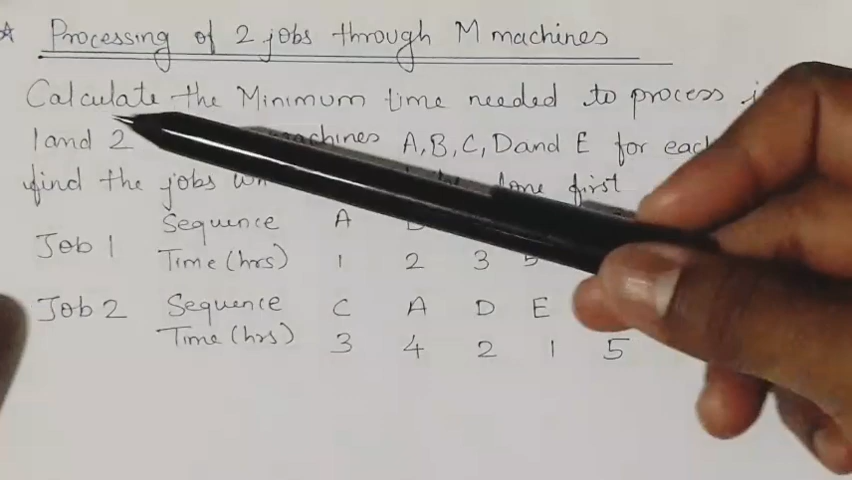 Processing of 2 jobs through M machines
Calculate the Minimum time needed to process
1 and 2 machines A, B, C, D and E for each
find the jobs first
Sequence A
Job 1
Time (hrs) 1 2 3
Job 2 Sequence C A D E
Time (hrs) 3 4 2 1 5